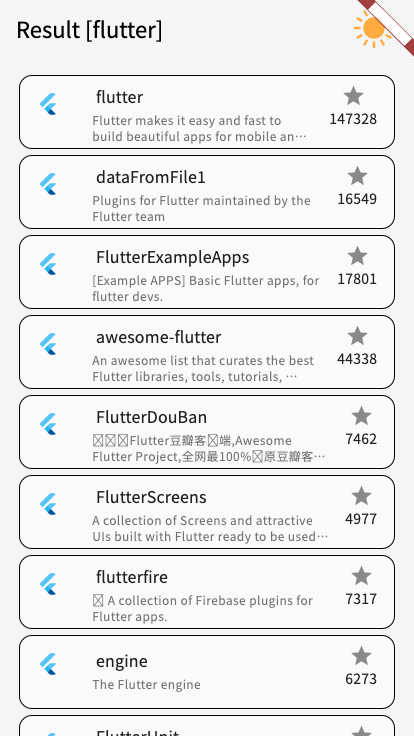 Result [flutter]
flutter
Flutter makes it easy and fast to
build beautiful apps for mobile an…
147328
dataFromFile1
Plugins for Flutter maintained by the
Flutter team
16549
FlutterExampleApps
[Example APPS] Basic Flutter apps, for
flutter devs.
17801
awesome-flutter
An awesome list that curates the best
Flutter libraries, tools, tutorials, …
44338
FlutterDouBan
Flutter豆瓣客端,Awesome
Flutter Project,全网最100%原豆瓣客…
7462
FlutterScreens
A collection of Screens and attractive
UIs built with Flutter ready to be used…
4977
flutterfire
A collection of Firebase plugins for
Flutter apps.
7317
engine
The Flutter engine
6273
FlutterUnit